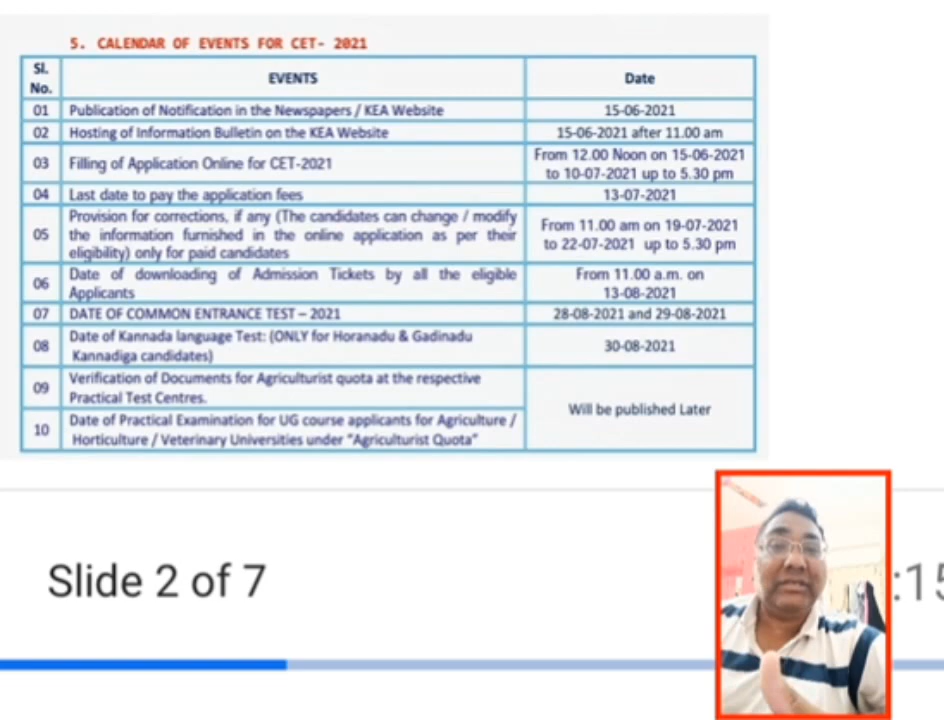 5. CALENDAR OF EVENTS FOR CET- 2021
Sl. No. EVENTS Date
01 Publication of Notification in the Newspapers / KEA Website 15-06-2021
02 Hosting of Information Bulletin on the KEA Website 15-06-2021 after 11.00 am
03 Filling of Application Online for CET-2021 From 12.00 Noon on 15-06-2021
to 10-07-2021 up to 5.30 pm
04 Last date to pay the application fees 13-07-2021
05 Provision for corrections, if any (The candidates can change / modify
the information furnished in the online application as per their
eligibility) only for paid candidates
From 11.00 am on 19-07-2021
to 22-07-2021 up to 5.30 pm
06 Date of downloading of Admission Tickets by all the eligible
Applicants
From 11.00 a.m. on
13-08-2021
07 DATE OF COMMON ENTRANCE TEST – 2021 28-08-2021 and 29-08-2021
08 Date of Kannada language Test: (ONLY for Horanadu & Gadinadu
Kannadiga candidates)
30-08-2021
09 Verification of Documents for Agriculturist quota at the respective
Practical Test Centres.
10 Date of Practical Examination for UG course applicants for Agriculture /
Horticulture / Veterinary Universities under "Agriculturist Quota"
Will be published Later
Slide 2 of 7
:15